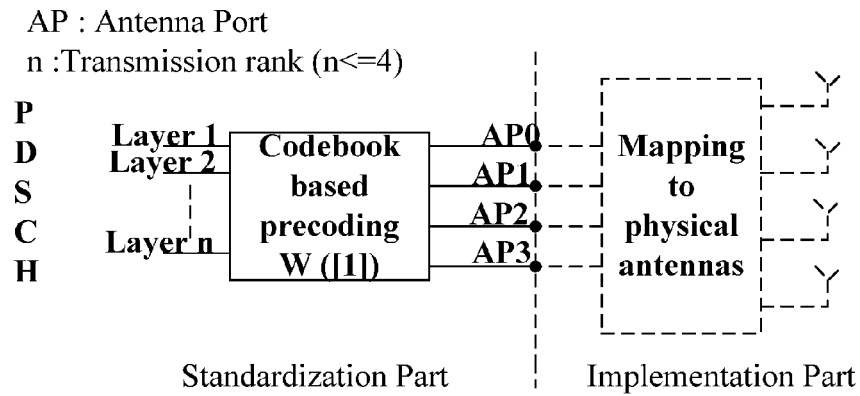 AP : Antenna Port
n :Transmission rank (n<=4)
P
D
S
C
H
Layer 1
Layer 2
Layer n
Codebook
based
precoding
W ([1])
AP0
AP1
AP2
AP3
Mapping
to
physical
antennas
Standardization Part
Implementation Part